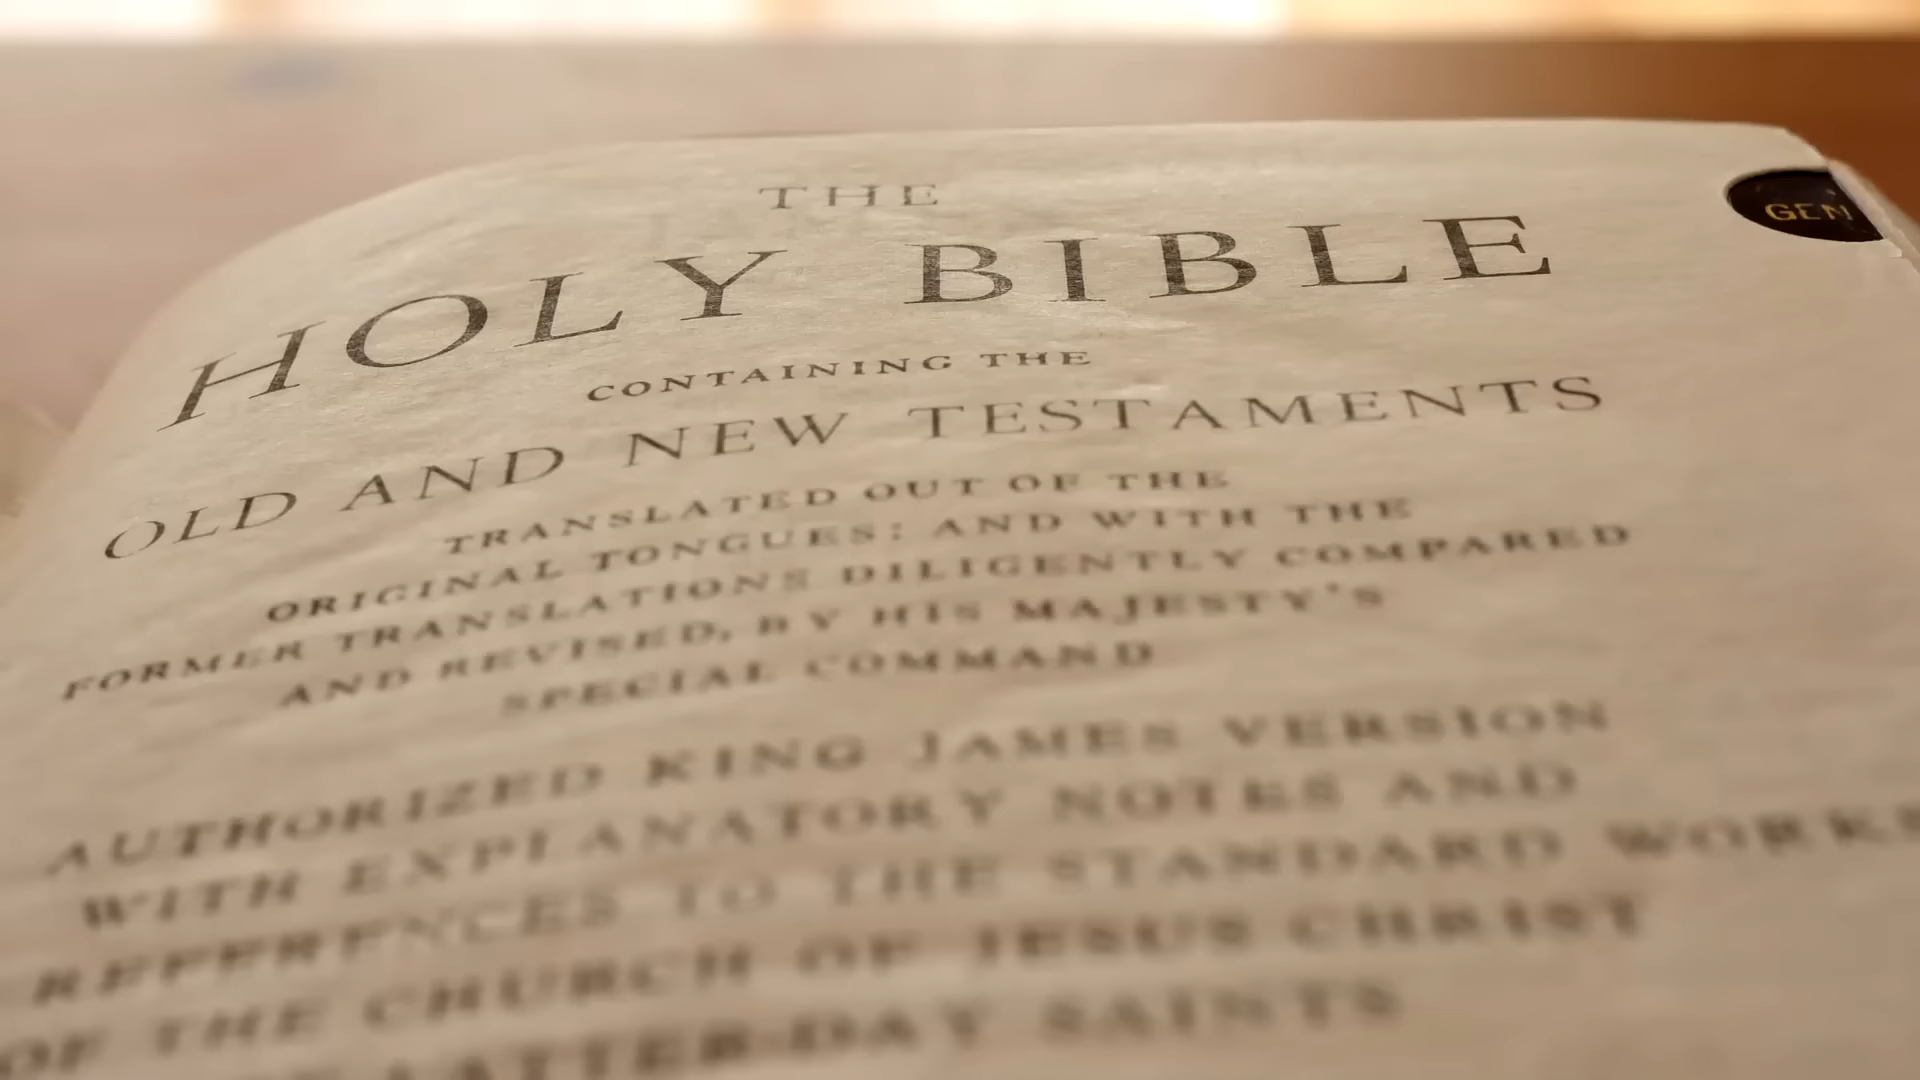 THE
HOLY BIBLE
CONTAINING THE
OLD AND NEW TESTAMENTS
TRANSLATED OUT OF THE
ORIGINAL TONGUES: AND WITH THE
FORMER TRANSLATIONS DILIGENTLY COMPARED
AND REVISED, BY HIS MAJESTY'S
SPECIAL COMMAND
AUTHORIZED KING JAMES VERSION
WITH EXPLANATORY NOTES AND
REFERENCES TO THE STANDARD WORKS
OF THE CHURCH OF JESUS CHRIST
OF LATTER-DAY SAINTS
GEN